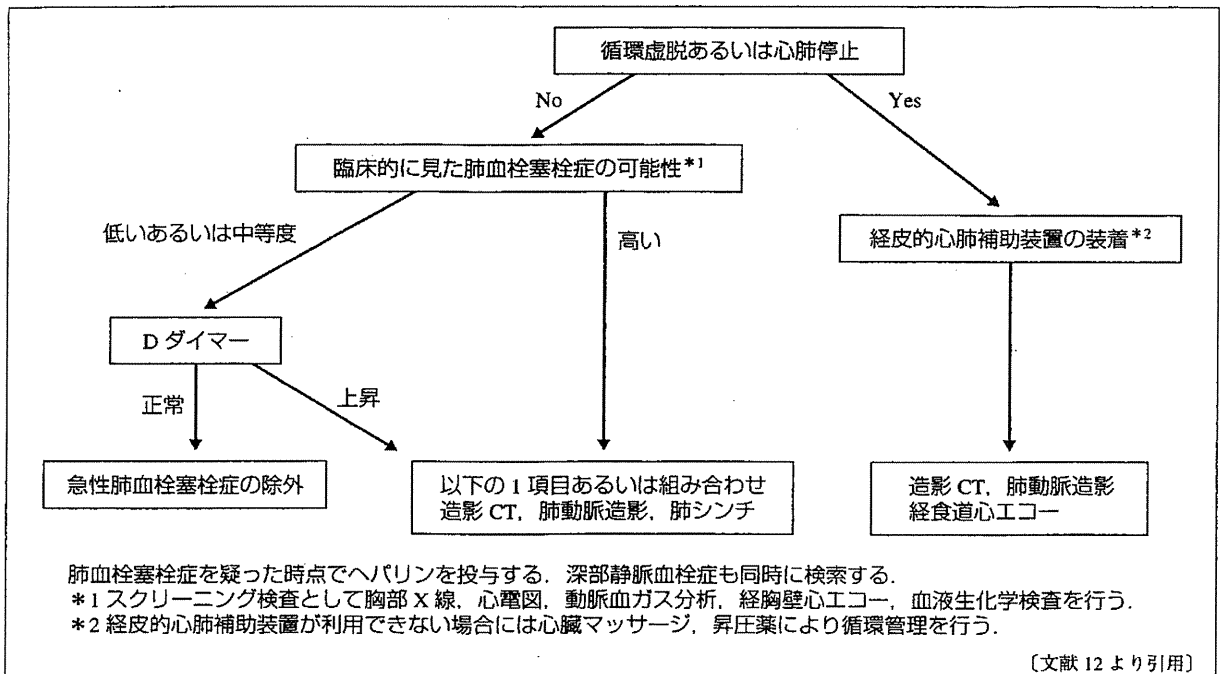 循環虚脱あるいは心肺停止
No
Yes
臨床的に見た肺血栓塞栓症の可能性*1
低いあるいは中等度
高い
経皮的心肺補助装置の装着*2
D ダイマー
正常
上昇
急性肺血栓塞栓症の除外
以下の 1 項目あるいは組み合わせ
造影 CT，肺動脈造影，肺シンチ
造影 CT，肺動脈造影
経食道心エコー
肺血栓塞栓症を疑った時点でヘパリンを投与する．深部静脈血栓症も同時に検索する．
*1 スクリーニング検査として胸部 X 線，心電図，動脈血ガス分析，経胸壁心エコー，血液生化学検査を行う．
*2 経皮的心肺補助装置が利用できない場合には心臓マッサージ，昇圧薬により循環管理を行う．
〔文献 12 より引用〕